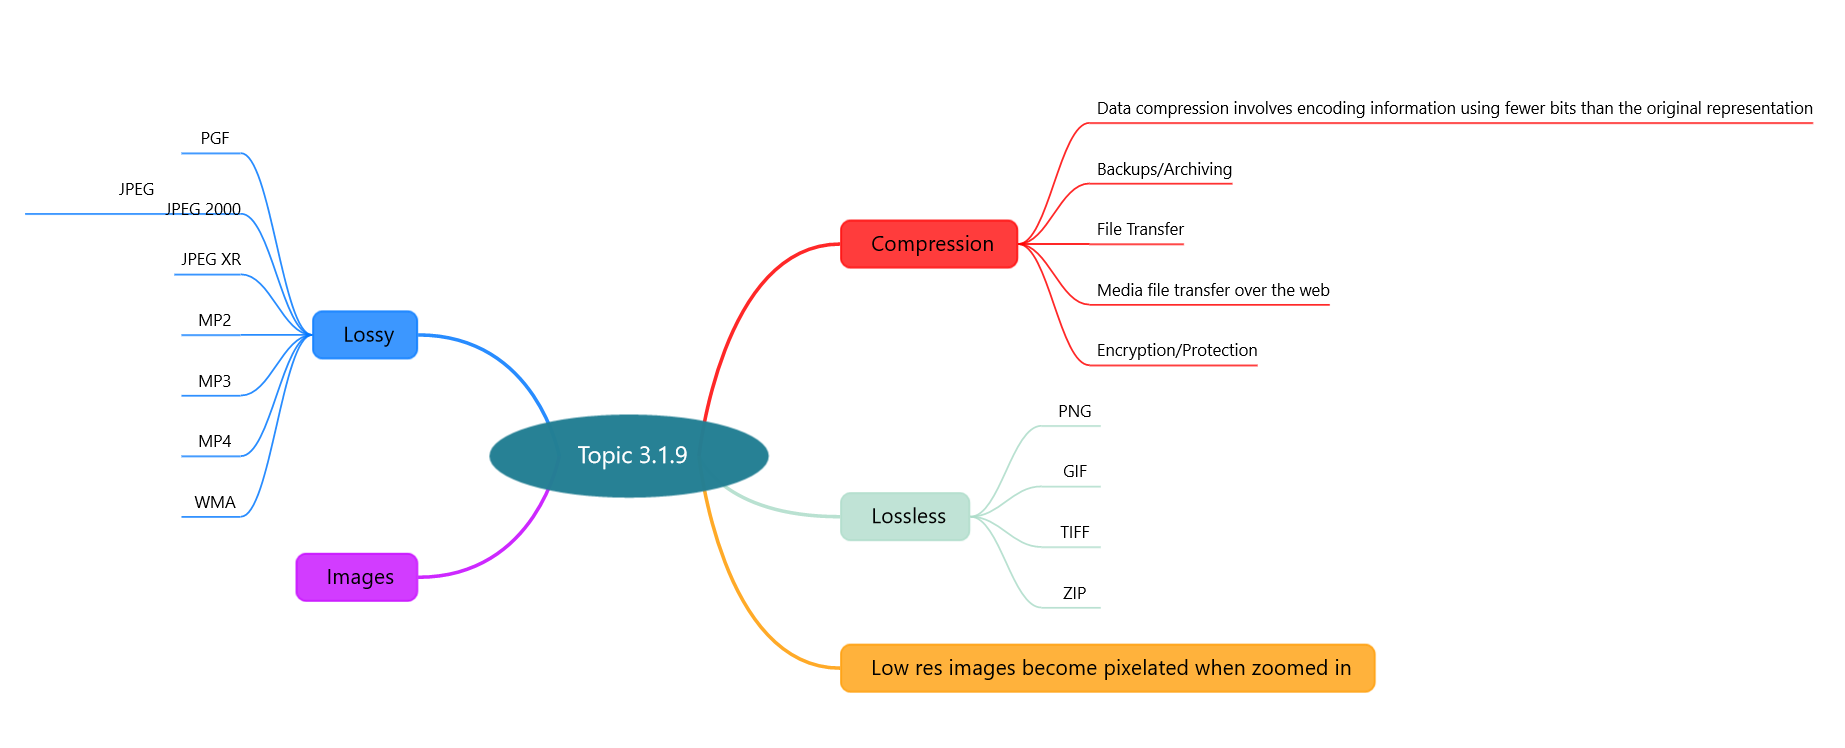 Topic 3.1.9
Compression
Data compression involves encoding information using fewer bits than the original representation
Backups/Archiving
File Transfer
Media file transfer over the web
Encryption/Protection
Lossless
PNG
GIF
TIFF
ZIP
Low res images become pixelated when zoomed in
Lossy
PGF
JPEG
JPEG 2000
JPEG XR
MP2
MP3
MP4
WMA
Images